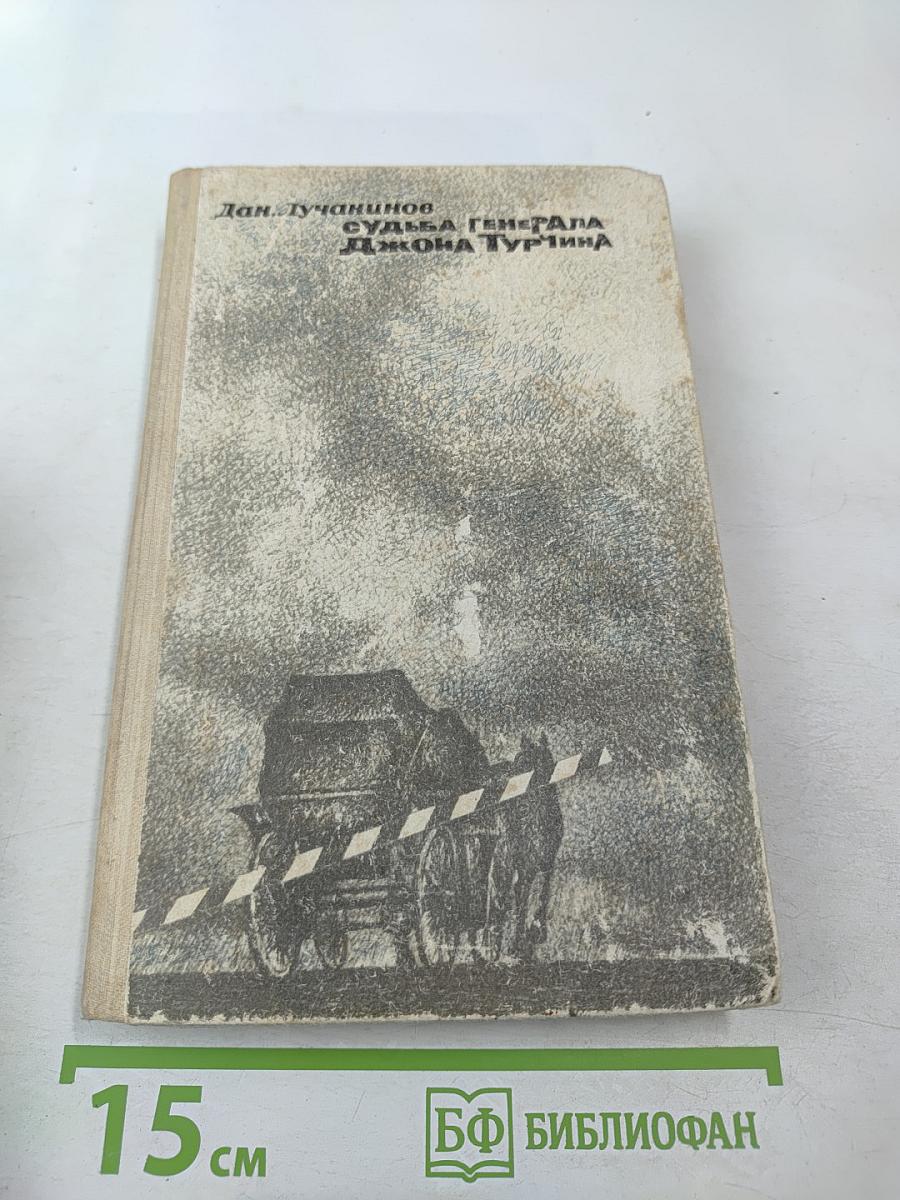 Дан. Лучанинов
СУДЬБА ГЕНЕРАЛА
ДЖОНА ТУРЧИНА
15 см
БФ БИБЛИОФАН